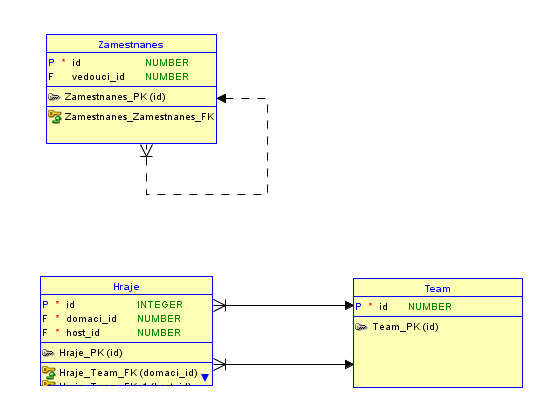 Zamestnanes
P * id NUMBER
F vedouci_id NUMBER
Zamestnanes_PK (id)
Zamestnanes_Zamestnanes_FK
Hraje
P * id INTEGER
F * domaci_id NUMBER
F * host_id NUMBER
Hraje_PK (id)
Hraje_Team_FK (domaci_id)
Team
P * id NUMBER
Team_PK (id)